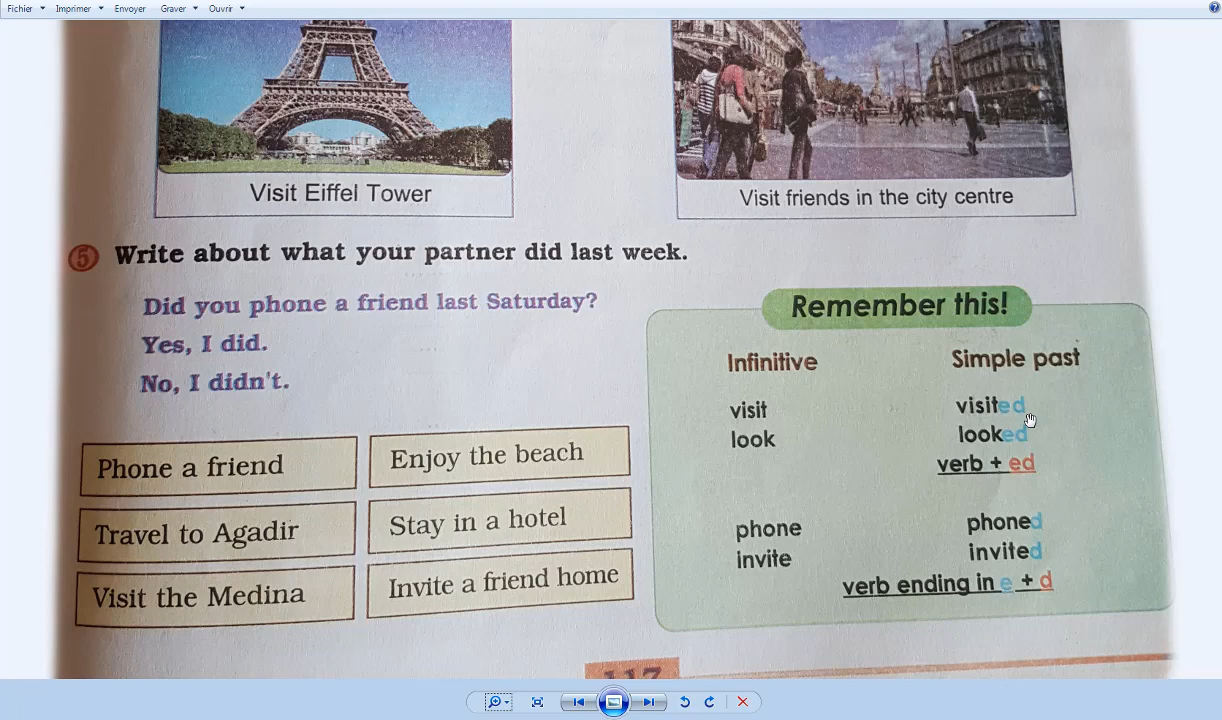 Fichier Imprimer Envoyer Graver Ouvrir
Visit Eiffel Tower
Visit friends in the city centre
5 Write about what your partner did last week.
Did you phone a friend last Saturday?
Yes, I did.
No, I didn't.
Phone a friend
Enjoy the beach
Travel to Agadir
Stay in a hotel
Visit the Medina
Invite a friend home
Remember this!
Infinitive Simple past
visit visited
look looked
verb + ed
phone phoned
invite invited
verb ending in e + d
117